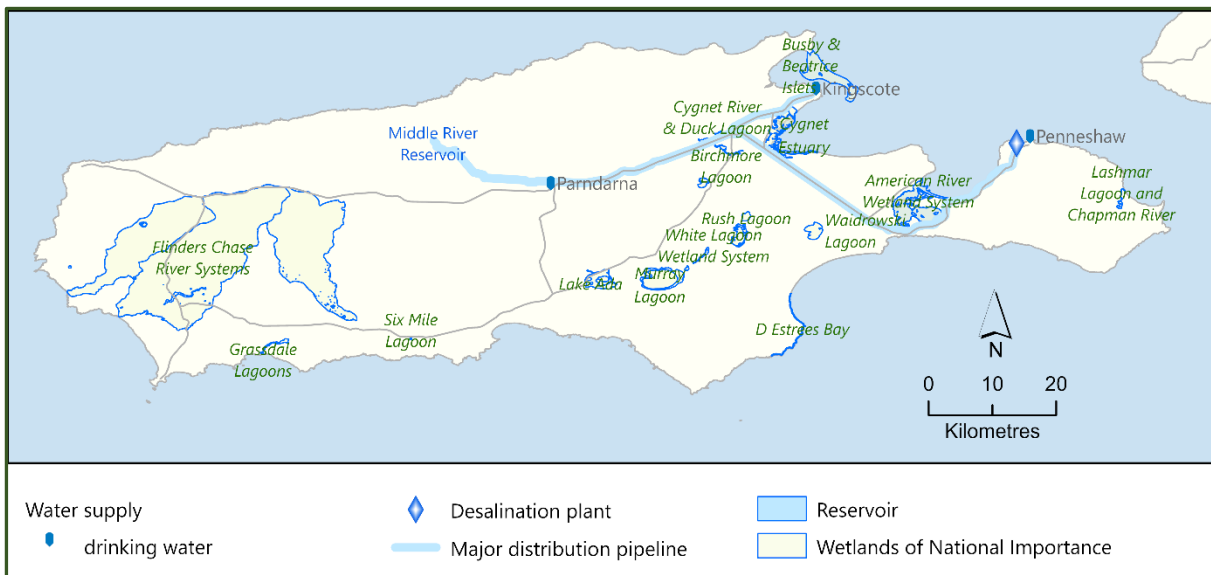 Busby &
Beatrice
Islets
Kingscote
Cygnet River
& Duck Lagoon
Cygnet
Estuary
Middle River
Reservoir
Birchmore
Lagoon
Penneshaw
Parndarna
American River
Wetland System
Lashmar
Lagoon and
Chapman River
Rush Lagoon
Waidrowski
Lagoon
White Lagoon
Wetland System
Flinders Chase
River Systems
Lake Ada
Murray
Lagoon
Six Mile
Lagoon
D Estrees Bay
Grassdale
Lagoons
N
0 10 20
Kilometres
Water supply
drinking water
Desalination plant
Major distribution pipeline
Reservoir
Wetlands of National Importance